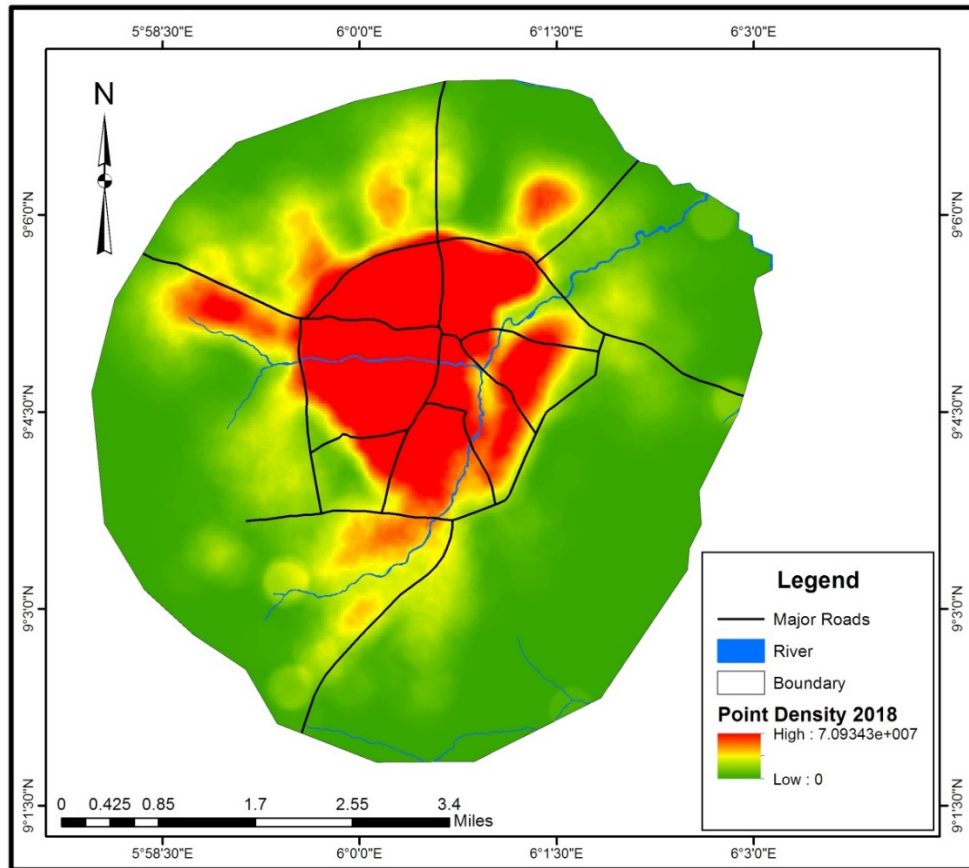 5°58'30"E 6°0'0"E 6°1'30"E 6°3'0"E
N
9°6'0"N 9°6'0"N
9°4'30"N 9°4'30"N
9°3'0"N 9°3'0"N
9°1'30"N 9°1'30"N
Legend
Major Roads
River
Boundary
Point Density 2018
High : 7.09343e+007
Low : 0
0 0.425 0.85 1.7 2.55 3.4
Miles
5°58'30"E 6°0'0"E 6°1'30"E 6°3'0"E